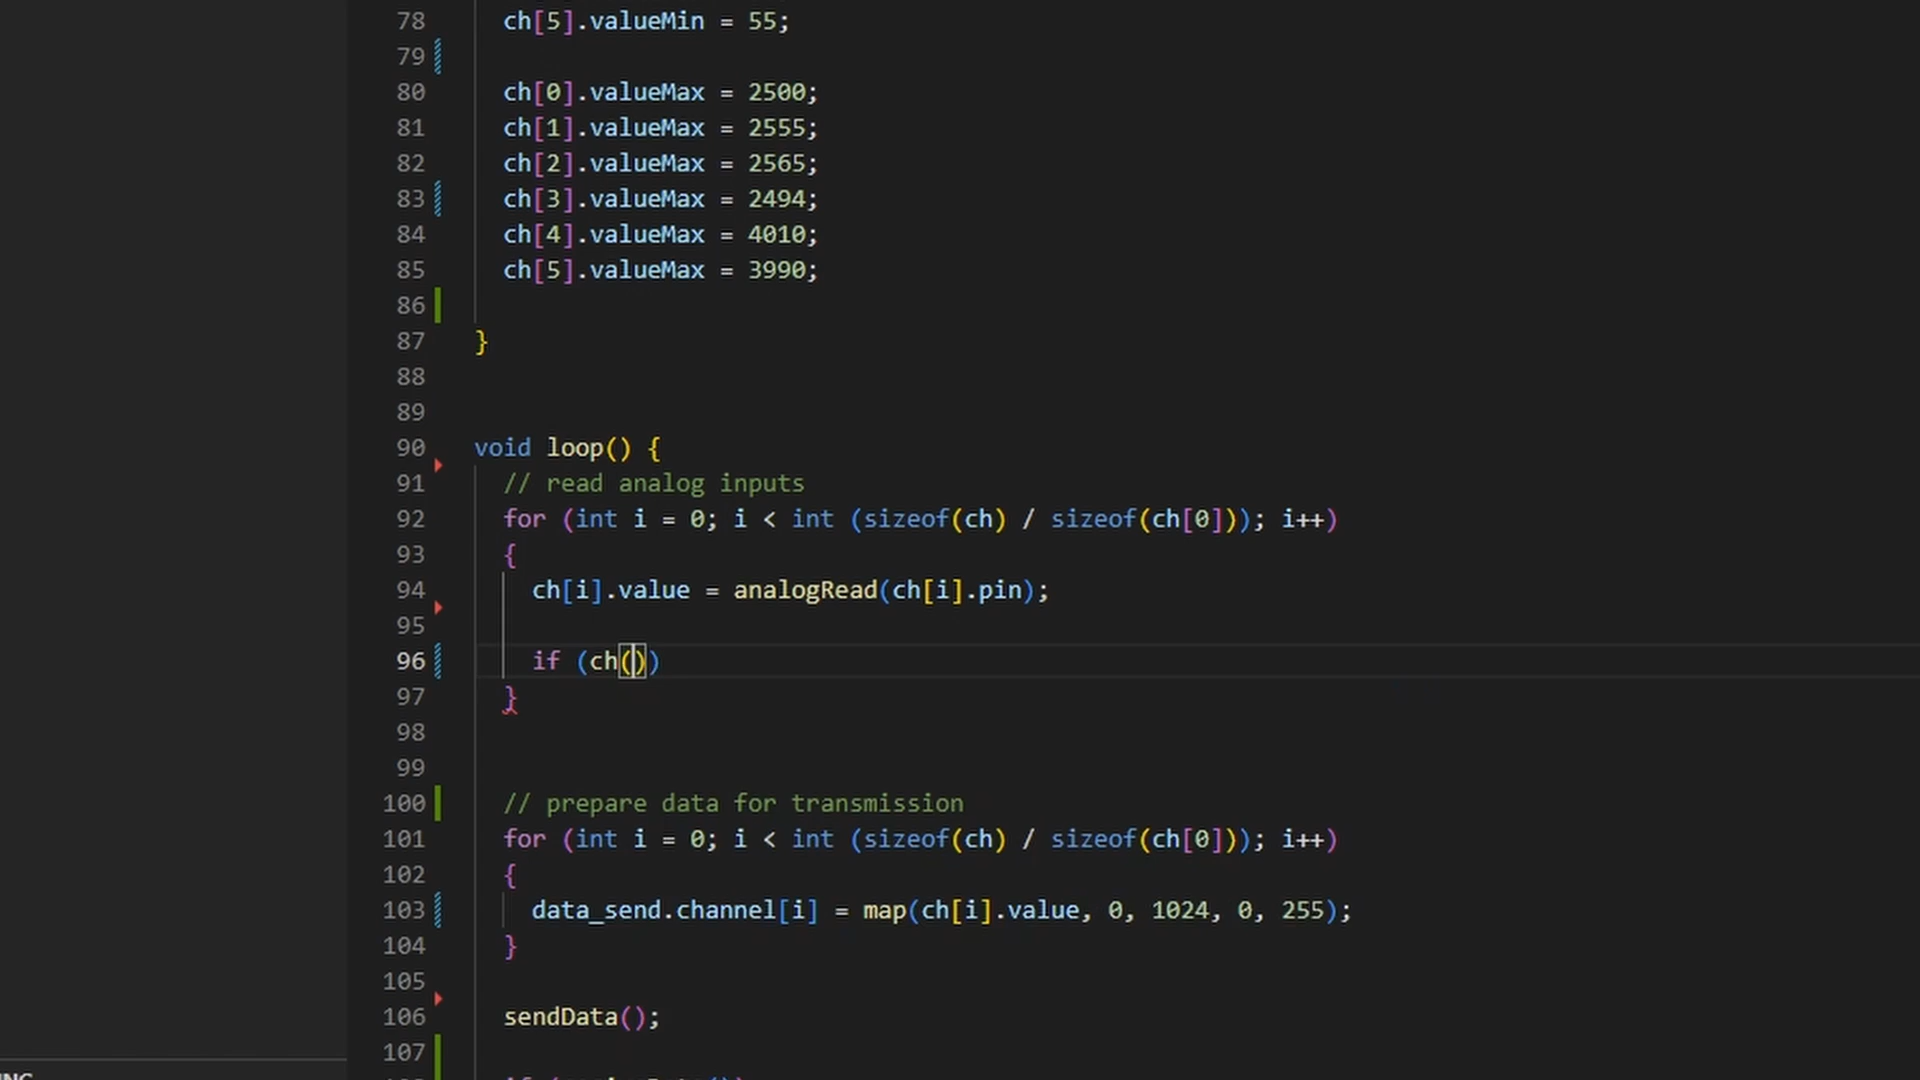 78 ch[5].valueMin = 55;
79
80 ch[0].valueMax = 2500;
81 ch[1].valueMax = 2555;
82 ch[2].valueMax = 2565;
83 ch[3].valueMax = 2494;
84 ch[4].valueMax = 4010;
85 ch[5].valueMax = 3990;
86
87 }
88
89
90 void loop() {
91 // read analog inputs
92 for (int i = 0; i < int (sizeof(ch) / sizeof(ch[0])); i++)
93 {
94 ch[i].value = analogRead(ch[i].pin);
95
96 if (ch())
97 }
98
99
100 // prepare data for transmission
101 for (int i = 0; i < int (sizeof(ch) / sizeof(ch[0])); i++)
102 {
103 data_send.channel[i] = map(ch[i].value, 0, 1024, 0, 255);
104 }
105
106 sendData();
107